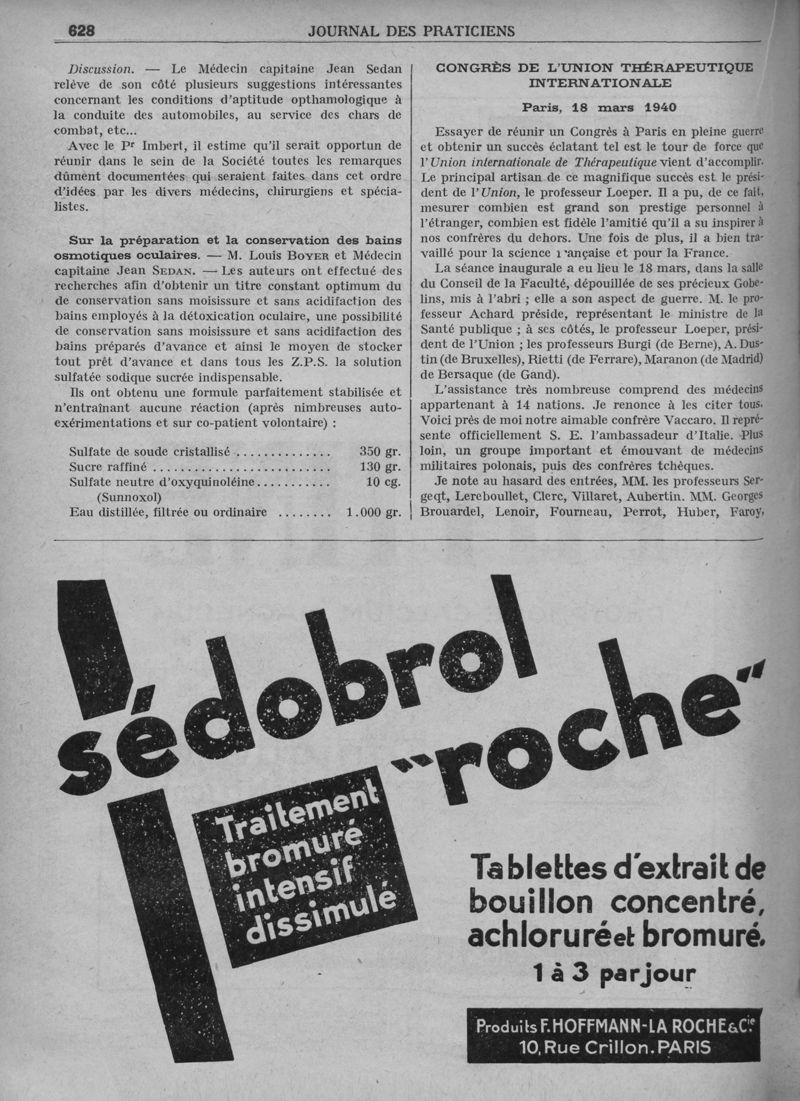 628
JOURNAL DES PRATICIENS
Discussion. — Le Médecin capitaine Jean Sedan
relève de son côté plusieurs suggestions intéressantes
concernant les conditions d'aptitude opthamologique à
la conduite des automobiles, au service des chars de
combat, etc...
Avec le Pr Imbert, il estime qu'il serait opportun de
réunir dans le sein de la Société toutes les remarques
dûment documentées qui seraient faites dans cet ordre
d'idées par les divers médecins, chirurgiens et spécia-
listes.
Sur la préparation et la conservation des bains
osmotiques oculaires. — M. Louis BOYER et Médecin
capitaine Jean SEDAN. — Les auteurs ont effectué des
recherches afin d'obtenir un titre constant optimum du
de conservation sans moisissure et sans acidifaction des
bains employés à la détoxication oculaire, une possibilité
de conservation sans moisissure et sans acidifaction des
bains préparés d'avance et ainsi le moyen de stocker
tout prêt d'avance et dans tous les Z.P.S. la solution
sulfatée sodique sucrée indispensable.
Ils ont obtenu une formule parfaitement stabilisée et
n'entraînant aucune réaction (après nimbreuses auto-
exérimentations et sur co-patient volontaire) :
Sulfate de soude cristallisé .............. 350 gr.
Sucre raffiné .......................... 130 gr.
Sulfate neutre d'oxyquinoléine........... 10 cg.
(Sunnoxol)
Eau distillée, filtrée ou ordinaire ........ 1.000 gr.
CONGRÈS DE L'UNION THÉRAPEUTIQUE
INTERNATIONALE
Paris, 18 mars 1940
Essayer de réunir un Congrès à Paris en pleine guerre
et obtenir un succès éclatant tel est le tour de force que
l'Union internationale de Thérapeutique vient d'accomplir.
Le principal artisan de ce magnifique succès est le prési-
dent de l'Union, le professeur Loeper. Il a pu, de ce fait,
mesurer combien est grand son prestige personnel à
l'étranger, combien est fidèle l'amitié qu'il a su inspirer à
nos confrères du dehors. Une fois de plus, il a bien tra-
vaillé pour la science française et pour la France.
La séance inaugurale a eu lieu le 18 mars, dans la salle
du Conseil de la Faculté, dépouillée de ses précieux Gobe-
lins, mis à l'abri ; elle a son aspect de guerre. M. le pro-
fesseur Achard préside, représentant le ministre de la
Santé publique ; à ses côtés, le professeur Loeper, prési-
dent de l'Union ; les professeurs Burgi (de Berne), A. Dus-
tin (de Bruxelles), Rietti (de Ferrare), Maranon (de Madrid)
de Bersaque (de Gand).
L'assistance très nombreuse comprend des médecins
appartenant à 14 nations. Je renonce à les citer tous.
Voici près de moi notre aimable confrère Vaccaro. Il repré-
sente officiellement S. E. l'ambassadeur d'Italie. Plus
loin, un groupe important et émouvant de médecins
militaires polonais, puis des confrères tchèques.
Je note au hasard des entrées, MM. les professeurs Ser-
geqt, Lereboullet, Clerc, Villaret, Aubertin. MM. Georges
Brouardel, Lenoir, Fourneau, Perrot, Huber, Faroy,
sédobrol
"roche"
Traitement
bromuré
intensif
dissimulé
Tablettes d'extrait de
bouillon concentré,
achloruré et bromuré.
1 à 3 par jour
Produits F. HOFFMANN-LA ROCHE & Cie
10, Rue Crillon. PARIS